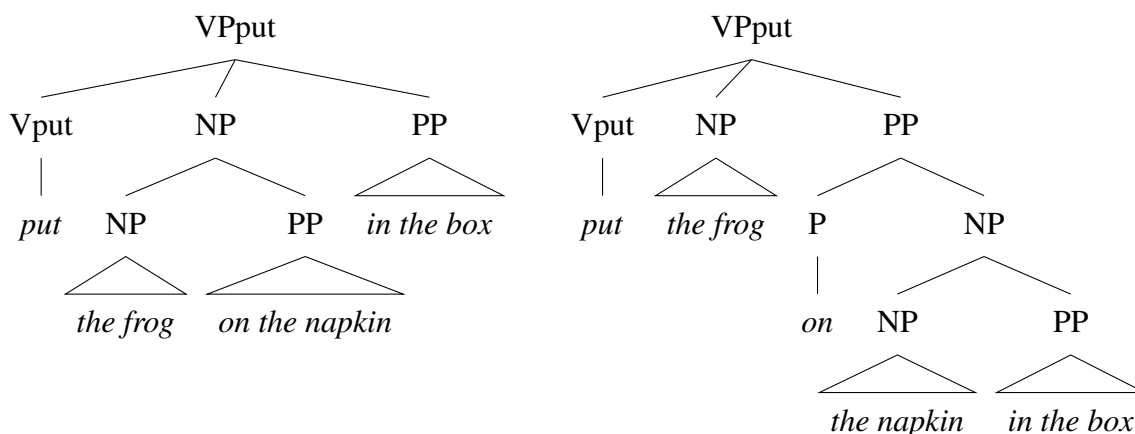 VPput VPput
Vput NP PP Vput NP PP
put NP PP in the box put the frog P NP
the frog on the napkin on NP PP
the napkin in the box